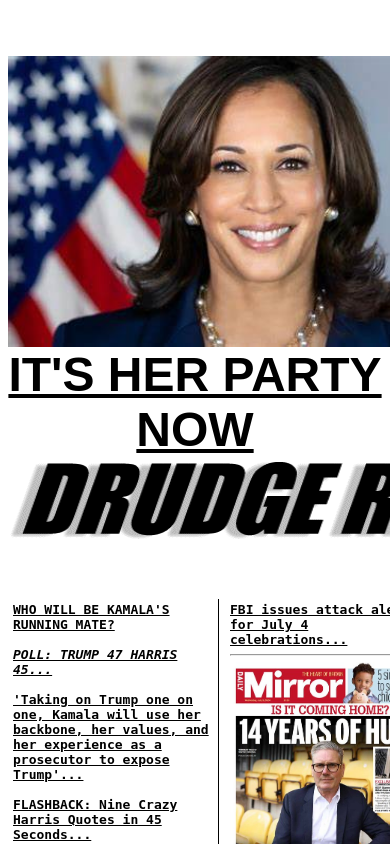 IT'S HER PARTY
NOW
DRUDGE R
WHO WILL BE KAMALA'S
RUNNING MATE?
POLL: TRUMP 47 HARRIS
45...
'Taking on Trump one on
one, Kamala will use her
backbone, her values, and
her experience as a
prosecutor to expose
Trump'...
FLASHBACK: Nine Crazy
Harris Quotes in 45
Seconds...
FBI issues attack ale
for July 4
celebrations...
DAILY
Mirror
THE HEART OF BRITAIN
5 si
to s
chil
IS IT COMING HOME?
14 YEARS OF HU